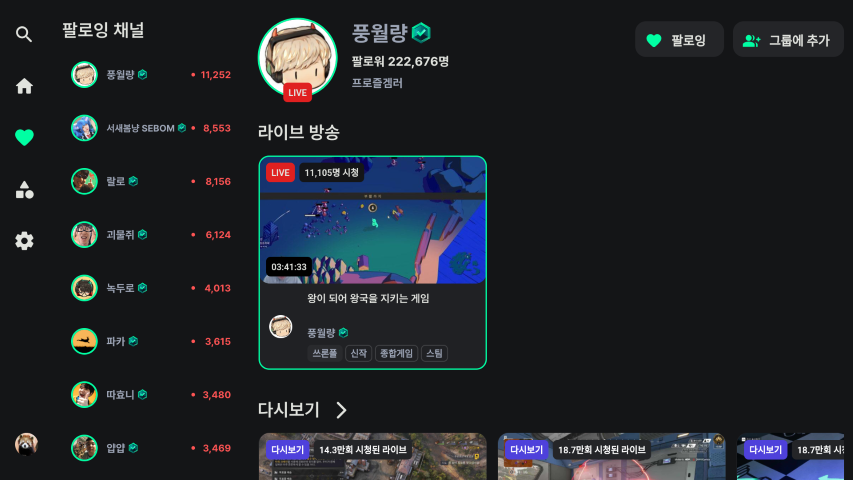 팔로잉 채널
풍월량
11,252
서새봄냥 SEBOM
8,553
랄로
8,156
괴물쥐
6,124
녹두로
4,013
파카
3,615
따효니
3,480
얍얍
3,469
풍월량
팔로워 222,676명
프로즐겜러
LIVE
팔로잉
그룹에 추가
라이브 방송
LIVE
11,105명 시청
03:41:33
왕이 되어 왕국을 지키는 게임
풍월량
쓰론폴
신작
종합게임
스팀
다시보기
다시보기
14.3만회 시청된 라이브
다시보기
18.7만회 시청된 라이브
다시보기
18.7만회